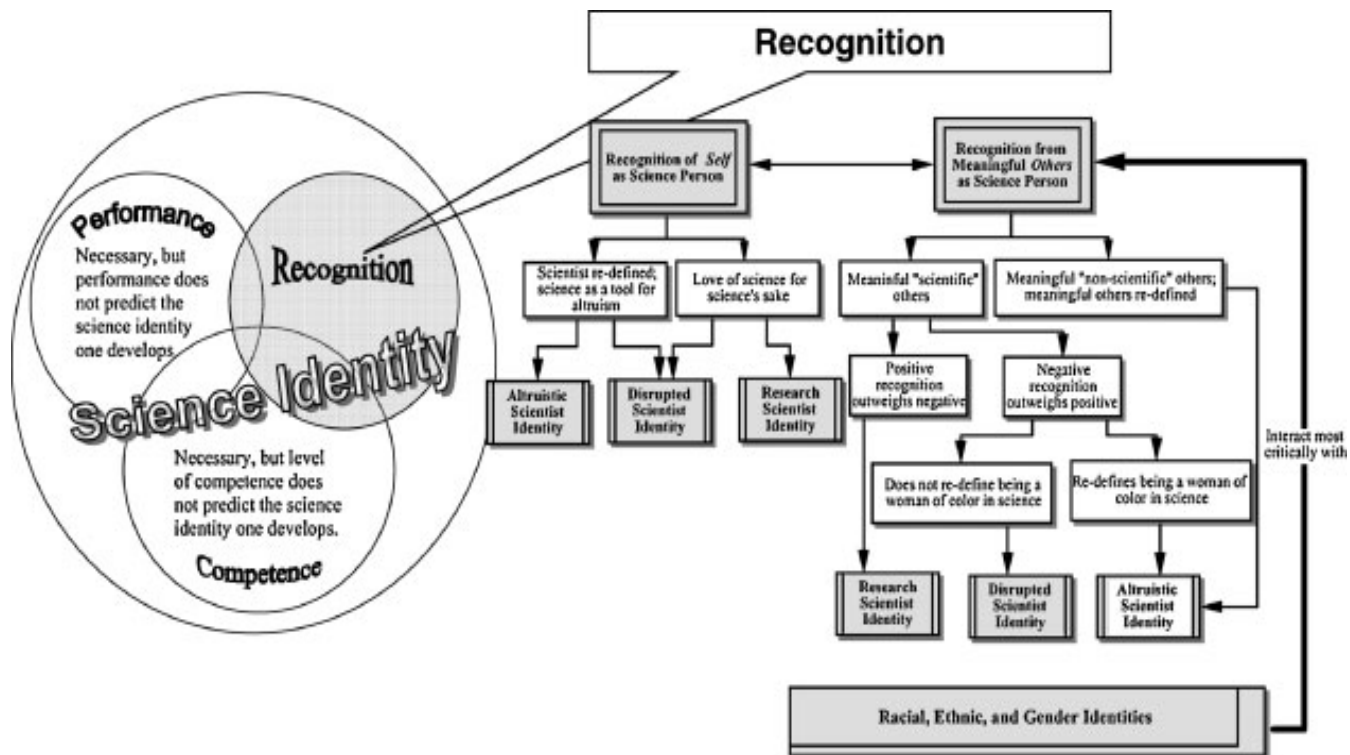 Recognition
Performance
Necessary, but
performance does
not predict the
science identity
one develops.
Recognition
Science Identity
Necessary, but level
of competence does
not predict the science
identity one develops.
Competence
Recognition of Self
as Science Person
Recognition from
Meaningful Others
as Science Person
Scientist re-defined;
science as a tool for
altruism
Love of science for
science's sake
Meaninful "scientific"
others
Meaningful "non-scientific" others;
meaningful others re-defined
Altruistic
Scientist
Identity
Disrupted
Scientist
Identity
Research
Scientist
Identity
Positive
recognition
outweighs negative
Negative
recognition
outweighs positive
Does not re-define being a
woman of color in science
Re-defines being a woman of
color in science
Interact most
critically with
Research
Scientist
Identity
Disrupted
Scientist
Identity
Altruistic
Scientist
Identity
Racial, Ethnic, and Gender Identities